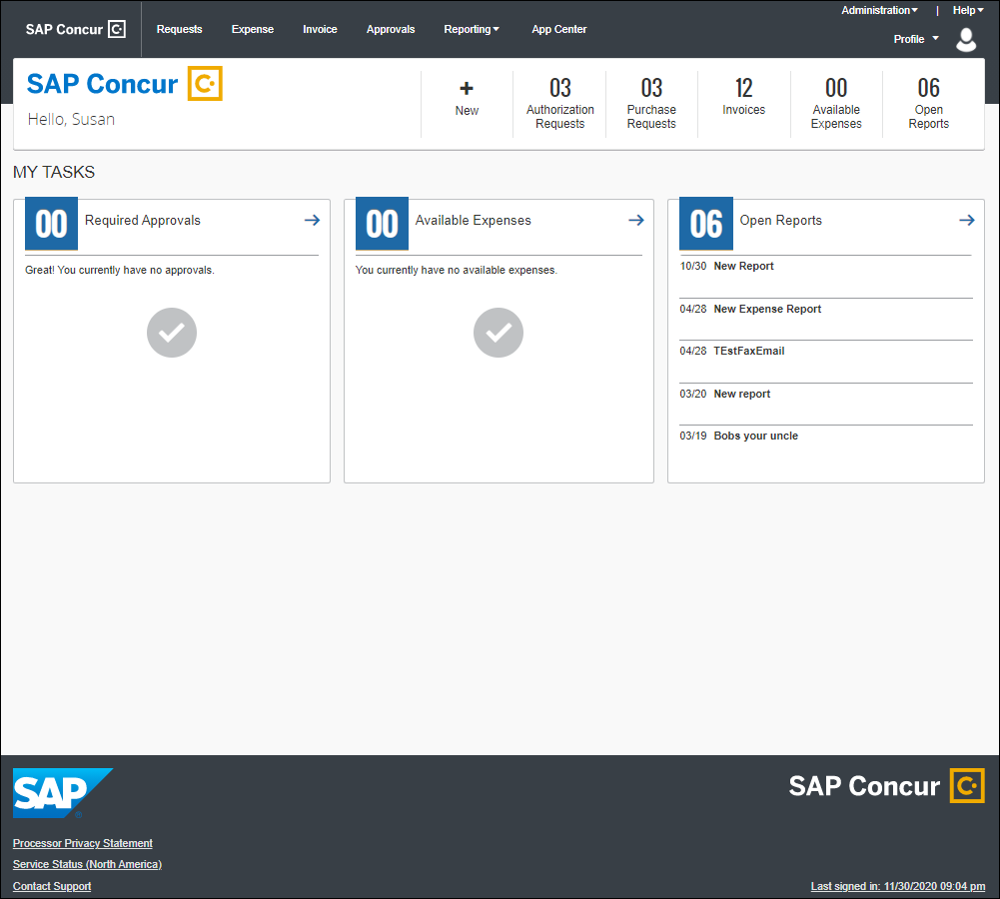 Administration | Help
SAP Concur C Requests Expense Invoice Approvals Reporting App Center
Profile
SAP Concur C
Hello, Susan
+ 03 03 12 00 06
New Authorization Purchase Invoices Available Open
Requests Requests Expenses Reports
MY TASKS
00 Required Approvals
Great! You currently have no approvals.
00 Available Expenses
You currently have no available expenses.
06 Open Reports
10/30 New Report
04/28 New Expense Report
04/28 TEstFaxEmail
03/20 New report
03/19 Bobs your uncle
SAP
SAP Concur C
Processor Privacy Statement
Service Status (North America)
Contact Support
Last signed in: 11/30/2020 09:04 pm